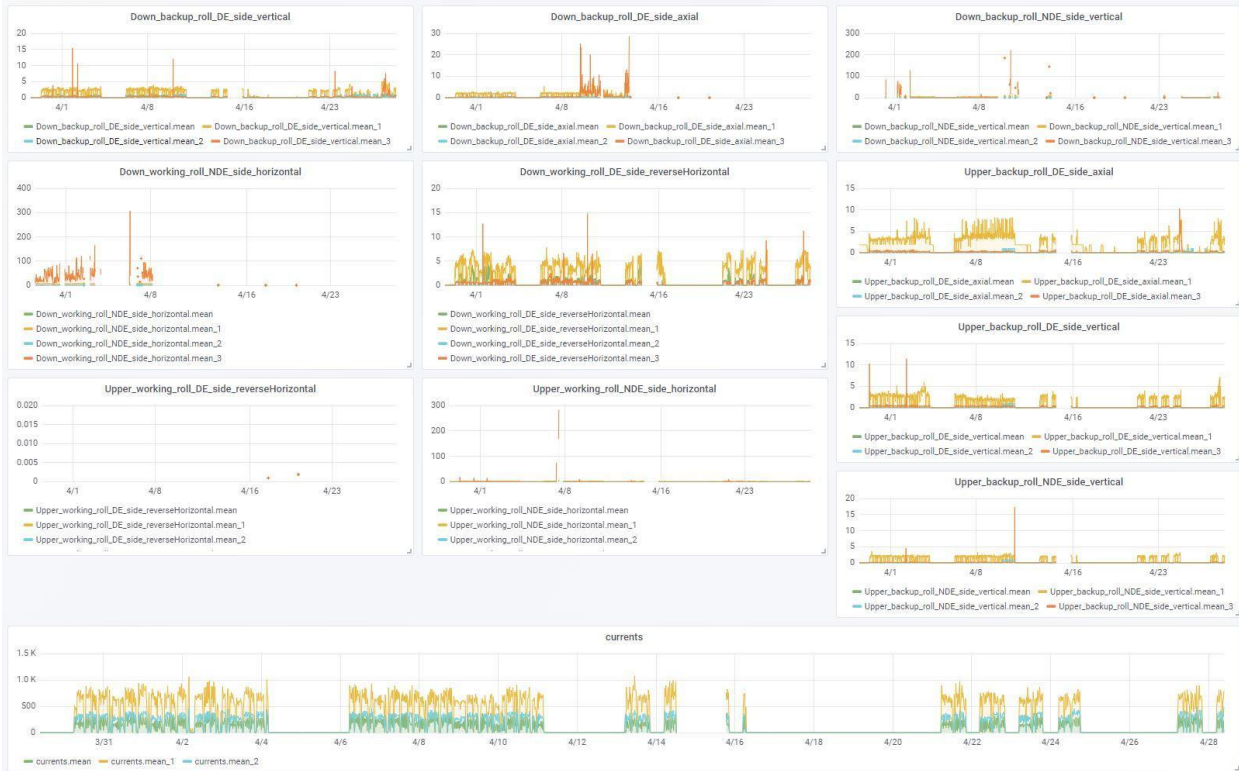 Down_backup_roll_DE_side_vertical
20
15
10
5
0
4/1 4/8 4/16 4/23
Down_backup_roll_DE_side_vertical.mean Down_backup_roll_DE_side_vertical.mean_1
Down_backup_roll_DE_side_vertical.mean_2 Down_backup_roll_DE_side_vertical.mean_3
Down_backup_roll_DE_side_axial
30
20
10
0
4/1 4/8 4/16 4/23
Down_backup_roll_DE_side_axial.mean Down_backup_roll_DE_side_axial.mean_1
Down_backup_roll_DE_side_axial.mean_2 Down_backup_roll_DE_side_axial.mean_3
Down_backup_roll_NDE_side_vertical
300
200
100
0
4/1 4/8 4/16 4/23
Down_backup_roll_NDE_side_vertical.mean Down_backup_roll_NDE_side_vertical.mean_1
Down_backup_roll_NDE_side_vertical.mean_2 Down_backup_roll_NDE_side_vertical.mean_3
Down_working_roll_NDE_side_horizontal
400
300
200
100
0
4/1 4/8 4/16 4/23
Down_working_roll_NDE_side_horizontal.mean
Down_working_roll_NDE_side_horizontal.mean_1
Down_working_roll_NDE_side_horizontal.mean_2
Down_working_roll_NDE_side_horizontal.mean_3
Down_working_roll_DE_side_reverseHorizontal
20
15
10
5
0
4/1 4/8 4/16 4/23
Down_working_roll_DE_side_reverseHorizontal.mean
Down_working_roll_DE_side_reverseHorizontal.mean_1
Down_working_roll_DE_side_reverseHorizontal.mean_2
Down_working_roll_DE_side_reverseHorizontal.mean_3
Upper_backup_roll_DE_side_axial
15
10
5
0
4/1 4/8 4/16 4/23
Upper_backup_roll_DE_side_axial.mean Upper_backup_roll_DE_side_axial.mean_1
Upper_backup_roll_DE_side_axial.mean_2 Upper_backup_roll_DE_side_axial.mean_3
Upper_backup_roll_DE_side_vertical
15
10
5
0
4/1 4/8 4/16 4/23
Upper_backup_roll_DE_side_vertical.mean Upper_backup_roll_DE_side_vertical.mean_1
Upper_backup_roll_DE_side_vertical.mean_2 Upper_backup_roll_DE_side_vertical.mean_3
Upper_working_roll_DE_side_reverseHorizontal
0.020
0.015
0.010
0.005
0
4/1 4/8 4/16 4/23
Upper_working_roll_DE_side_reverseHorizontal.mean
Upper_working_roll_DE_side_reverseHorizontal.mean_1
Upper_working_roll_DE_side_reverseHorizontal.mean_2
Upper_working_roll_NDE_side_horizontal
300
200
100
0
4/1 4/8 4/16 4/23
Upper_working_roll_NDE_side_horizontal.mean
Upper_working_roll_NDE_side_horizontal.mean_1
Upper_working_roll_NDE_side_horizontal.mean_2
Upper_backup_roll_NDE_side_vertical
20
15
10
5
0
4/1 4/8 4/16 4/23
Upper_backup_roll_NDE_side_vertical.mean Upper_backup_roll_NDE_side_vertical.mean_1
Upper_backup_roll_NDE_side_vertical.mean_2 Upper_backup_roll_NDE_side_vertical.mean_3
currents
1.5 K
1.0 K
500
0
3/31 4/2 4/4 4/6 4/8 4/10 4/12 4/14 4/16 4/18 4/20 4/22 4/24 4/26 4/28
currents.mean currents.mean_1 currents.mean_2